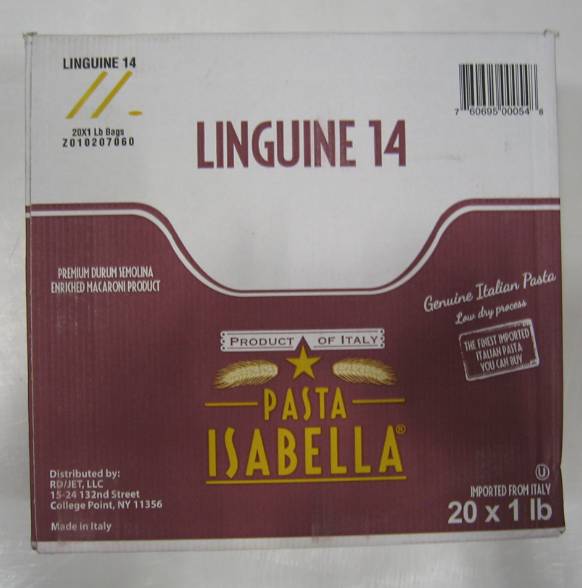 LINGUINE 14
20X1 Lb Bags
Z010207060
7 60695 00054 8
LINGUINE 14
PREMIUM DURUM SEMOLINA
ENRICHED MACARONI PRODUCT
Genuine Italian Pasta
Low dry process
THE FINEST IMPORTED
ITALIAN PASTA
YOU CAN BUY
PRODUCT OF ITALY
PASTA
ISABELLA®
Distributed by:
RD/JET, LLC
15-24 132nd Street
College Point, NY 11356
Made in Italy
U
IMPORTED FROM ITALY
20 x 1 lb